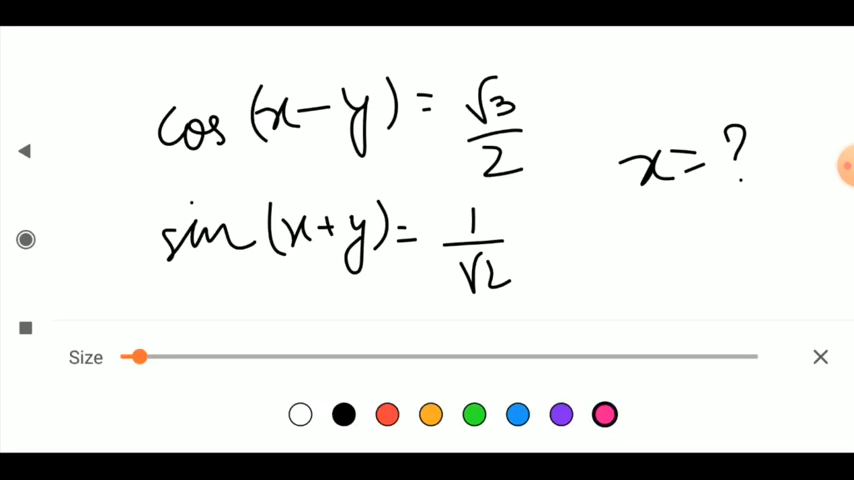 cos (x-y) = √3/2
x = ?
sin (x+y) = 1/√2
Size